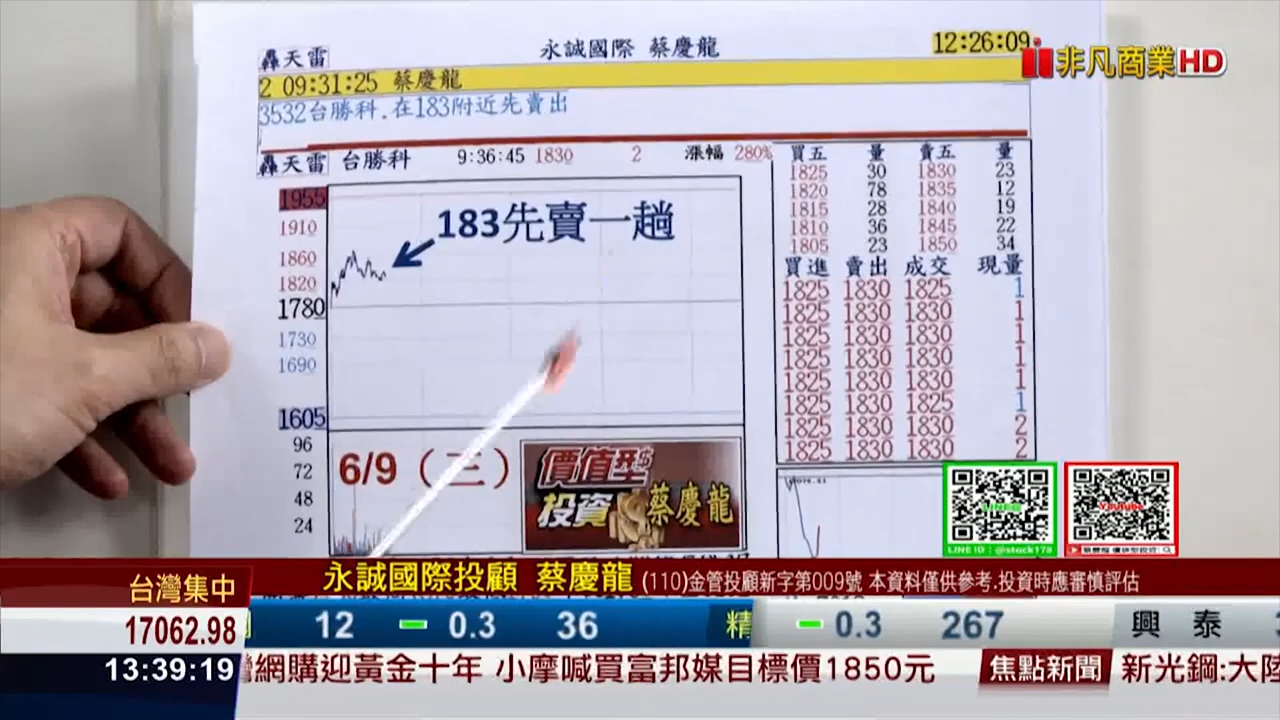 永誠國際 蔡慶龍
12:26:09
轟天雷
非凡商業HD
2 09:31:25 蔡慶龍
3532台勝科.在183附近先賣出
轟天雷 台勝科 9:36:45 1830 2 漲幅 280%
買五 量 賣五 量
1825 30 1830 23
1820 78 1835 12
1815 28 1840 19
1810 36 1845 22
1805 23 1850 34
買進 賣出 成交 現量
1825 1830 1825 1
1825 1830 1830 1
1825 1830 1830 1
1825 1830 1830 1
1825 1830 1830 1
1825 1830 1825 1
1825 1830 1830 2
1825 1830 1830 2
1955
1910
1860
1820
1780
1730
1690
1605
96
72
48
24
183先賣一趟
6/9 (三)
價值型$
投資 蔡慶龍
LINE@
LINE ID:@stock178
YouTube
台灣集中
17062.98
13:39:19
永誠國際投顧 蔡慶龍 (110)金管投顧新字第009號 本資料僅供參考.投資時應審慎評估
12 0.3 36 精 0.3 267 興泰
網購迎黃金十年 小摩喊買富邦媒目標價1850元 焦點新聞 新光鋼:大陸